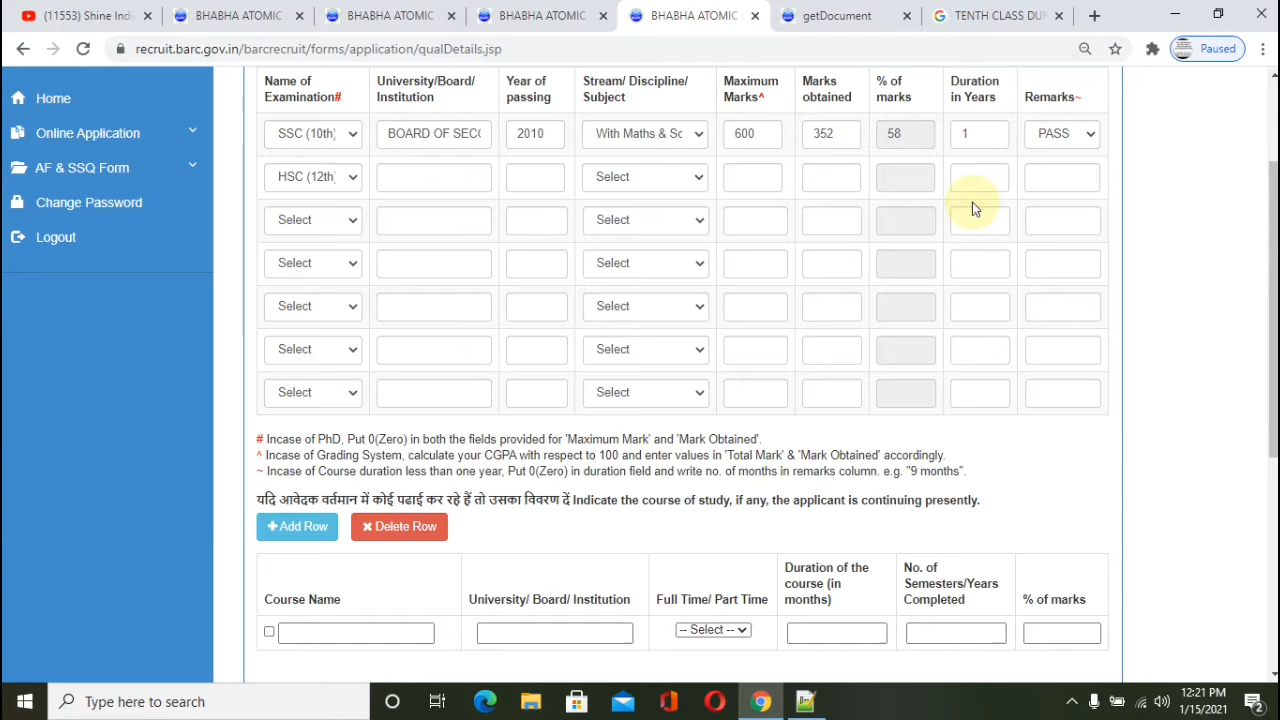 (11553) Shine Indi
BHABHA ATOMIC
BHABHA ATOMIC
BHABHA ATOMIC
BHABHA ATOMIC
getDocument
TENTH CLASS DUR
recruit.barc.gov.in/barcrecruit/forms/application/qualDetails.jsp
Paused
Home
Online Application
AF & SSQ Form
Change Password
Logout
Name of Examination#
University/Board/ Institution
Year of passing
Stream/ Discipline/ Subject
Maximum Marks^
Marks obtained
% of marks
Duration in Years
Remarks~
SSC (10th) BOARD OF SEC( 2010 With Maths & Sc 600 352 58 1 PASS
HSC (12th) Select
Select Select
Select Select
Select Select
Select Select
Select Select
# Incase of PhD, Put 0(Zero) in both the fields provided for 'Maximum Mark' and 'Mark Obtained'.
^ Incase of Grading System, calculate your CGPA with respect to 100 and enter values in 'Total Mark' & 'Mark Obtained' accordingly.
~ Incase of Course duration less than one year, Put 0(Zero) in duration field and write no. of months in remarks column. e.g. "9 months".
यदि आवेदक वर्तमान में कोई पढाई कर रहे हैं तो उसका विवरण दें Indicate the course of study, if any, the applicant is continuing presently.
Add Row Delete Row
Course Name
University/ Board/ Institution
Full Time/ Part Time
Duration of the course (in months)
No. of Semesters/Years Completed
% of marks
-- Select --
Type here to search
12:21 PM
1/15/2021
2